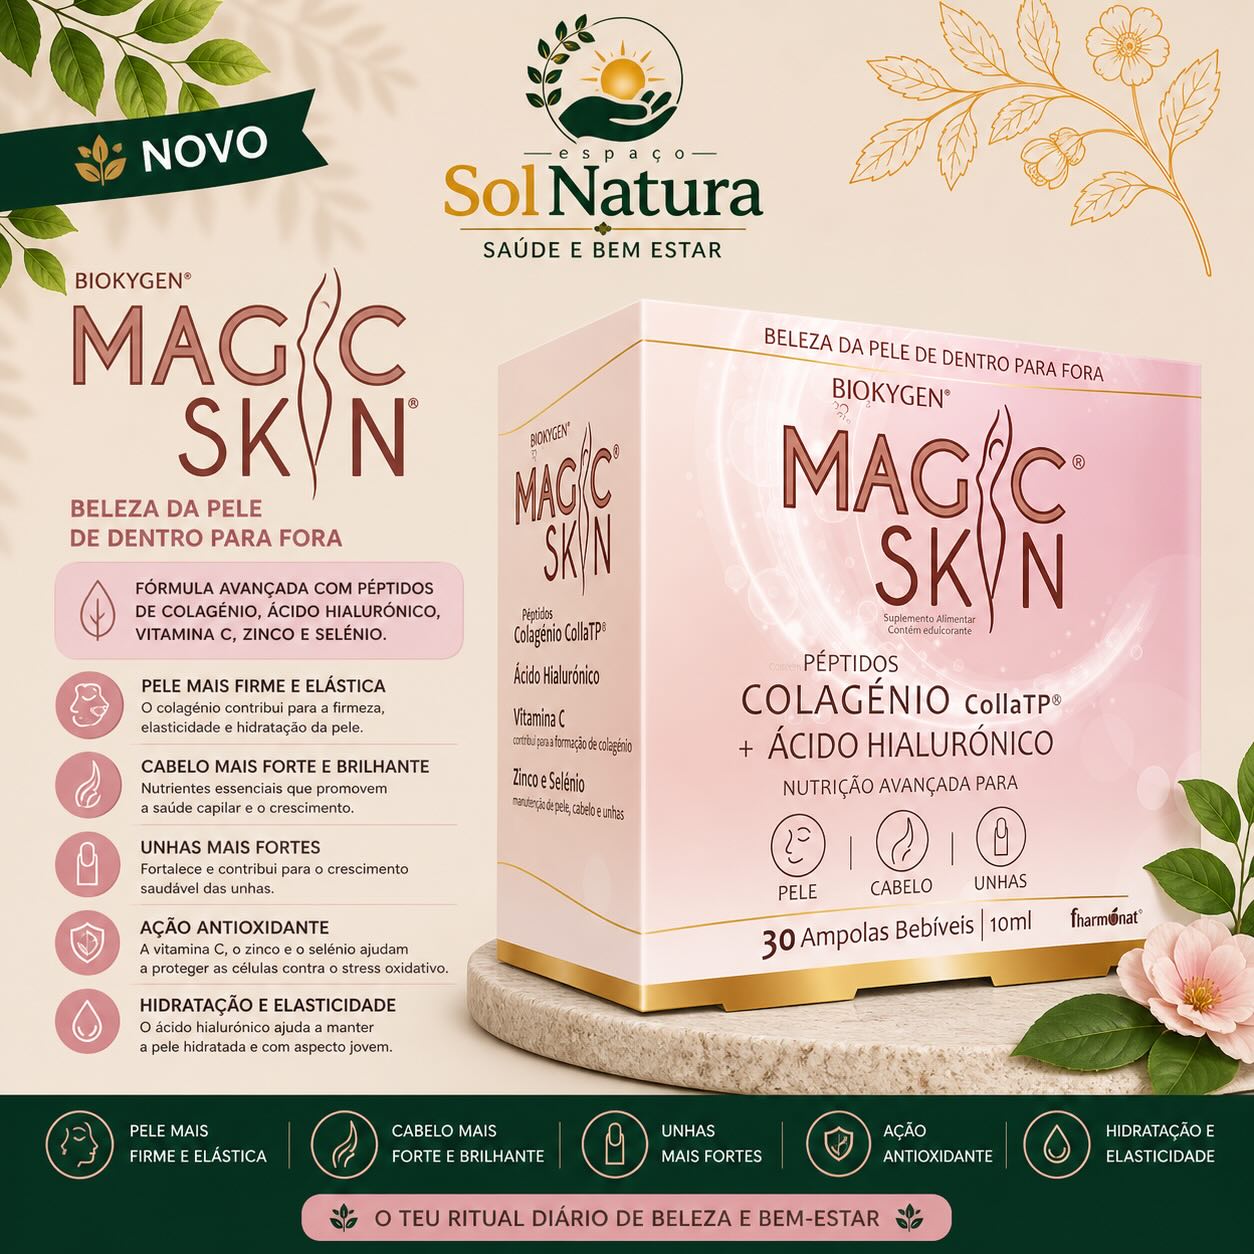 NOVO
espaço
Sol Natura
SAÚDE E BEM ESTAR
BIOKYGEN®
MAGIC
SKIN®
BELEZA DA PELE
DE DENTRO PARA FORA
FÓRMULA AVANÇADA COM PÉPTIDOS
DE COLAGÉNIO, ÁCIDO HIALURÓNICO,
VITAMINA C, ZINCO E SELÉNIO.
PELE MAIS FIRME E ELÁSTICA
O colagénio contribui para a firmeza,
elasticidade e hidratação da pele.
CABELO MAIS FORTE E BRILHANTE
Nutrientes essenciais que promovem
a saúde capilar e o crescimento.
UNHAS MAIS FORTES
Fortalece e contribui para o crescimento
saudável das unhas.
AÇÃO ANTIOXIDANTE
A vitamina C, o zinco e o selénio ajudam
a proteger as células contra o stress oxidativo.
HIDRATAÇÃO E ELASTICIDADE
O ácido hialurónico ajuda a manter
a pele hidratada e com aspecto jovem.
BIOKYGEN®
MAGIC®
SKIN
Péptidos
Colagénio CollaTP®
Ácido Hialurónico
Vitamina C
contribui para a formação de colagénio
Zinco e Selénio
manutenção de pele, cabelo e unhas
BELEZA DA PELE DE DENTRO PARA FORA
BIOKYGEN®
MAGIC®
SKIN
Suplemento Alimentar
Contém edulcorante
PÉPTIDOS
COLAGÉNIO CollaTP®
+ ÁCIDO HIALURÓNICO
NUTRIÇÃO AVANÇADA PARA
PELE
CABELO
UNHAS
30 Ampolas Bebíveis | 10ml
fharmonat®
PELE MAIS
FIRME E ELÁSTICA
CABELO MAIS
FORTE E BRILHANTE
UNHAS
MAIS FORTES
AÇÃO
ANTIOXIDANTE
HIDRATAÇÃO E
ELASTICIDADE
O TEU RITUAL DIÁRIO DE BELEZA E BEM-ESTAR